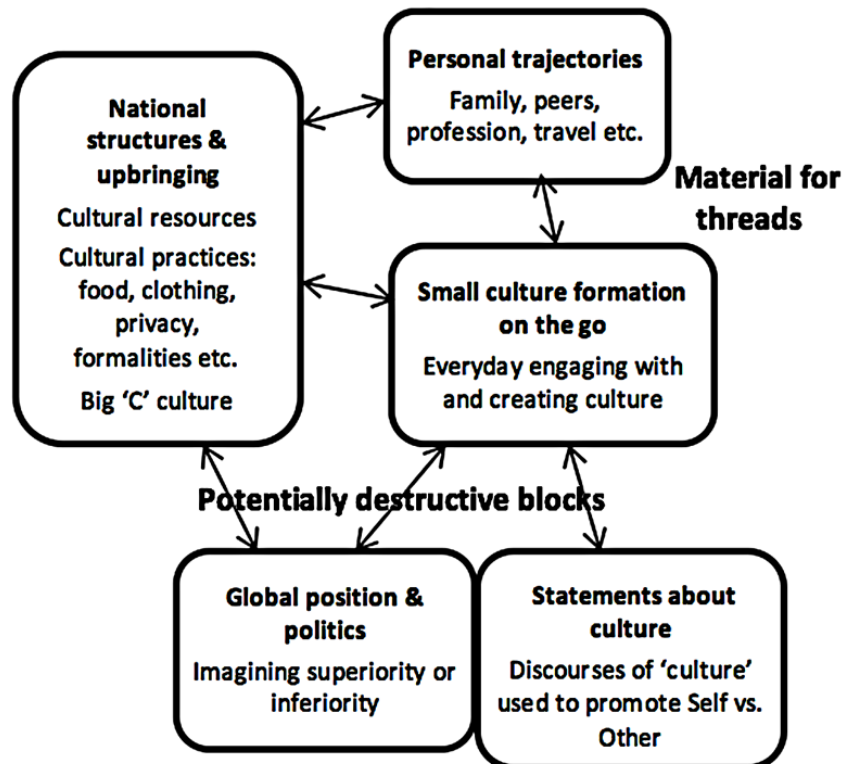 Personal trajectories
Family, peers,
profession, travel etc.
National
structures &
upbringing
Cultural resources
Cultural practices:
food, clothing,
privacy,
formalities etc.
Big ‘C’ culture
Material for
threads
Small culture formation
on the go
Everyday engaging with
and creating culture
Potentially destructive blocks
Global position &
politics
Imagining superiority or
inferiority
Statements about
culture
Discourses of ‘culture’
used to promote Self vs.
Other